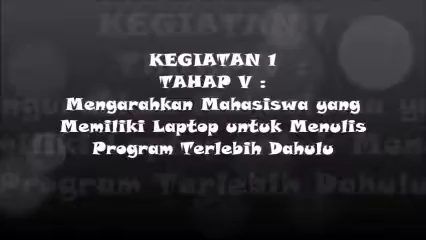 KEGIATAN 1
TAHAP V :
Mengarahkan Mahasiswa yang
Memiliki Laptop untuk Menulis
Program Terlebih Dahulu